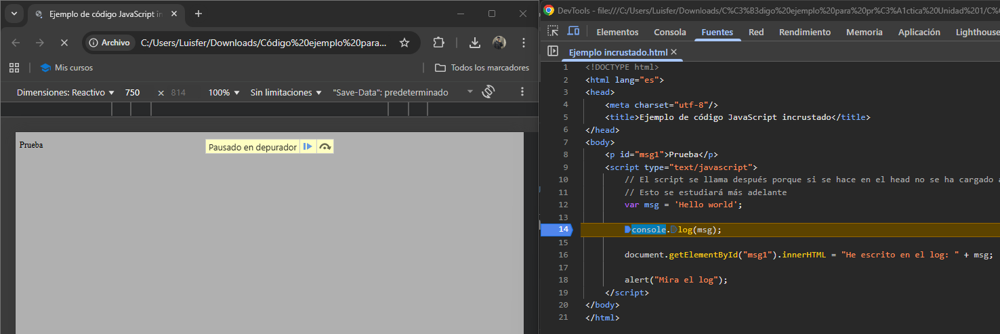 Ejemplo de código JavaScript in
Archivo
C:/Users/Luisfer/Downloads/Código%20ejemplo%20para...
Mis cursos
Todos los marcadores
Dimensiones: Reactivo
750
×
814
100%
Sin limitaciones
"Save-Data": predeterminado
Prueba
Pausado en depurador
DevTools - file:///C:/Users/Luisfer/Downloads/C%C3%B3digo%20ejemplo%20para%20pr%C3%A1ctica%20Unidad%201/C%C
Elementos Consola Fuentes Red Rendimiento Memoria Aplicación Lighthouse
Ejemplo incrustado.html ×
1 <!DOCTYPE html>
2 <html lang="es">
3 <head>
4 <meta charset="utf-8"/>
5 <title>Ejemplo de código JavaScript incrustado</title>
6 </head>
7 <body>
8 <p id="msg1">Prueba</p>
9 <script type="text/javascript">
10 // El script se llama después porque si se hace en el head no se ha cargado a
11 // Esto se estudiará más adelante
12 var msg = 'Hello world';
13
14 console.log(msg);
15
16 document.getElementById("msg1").innerHTML = "He escrito en el log: " + msg;
17
18 alert("Mira el log");
19 </script>
20 </body>
21 </html>